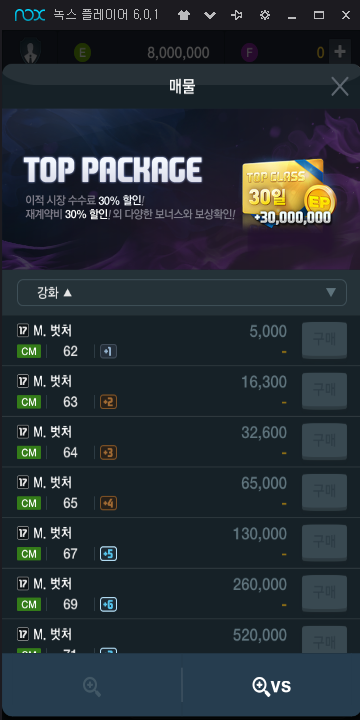 nox 녹스 플레이어 6.0.1
E 8,000,000 F 0 +
매물
TOP PACKAGE
이적 시장 수수료 30% 할인!
재계약비 30% 할인! 외 다양한 보너스와 보상확인!
TOP CLASS
30일
EP
+30,000,000
강화 ▲
17 M. 벗처 5,000 구매
CM 62 +1 -
17 M. 벗처 16,300 구매
CM 63 +2 -
17 M. 벗처 32,600 구매
CM 64 +3 -
17 M. 벗처 65,000 구매
CM 65 +4 -
17 M. 벗처 130,000 구매
CM 67 +5 -
17 M. 벗처 260,000 구매
CM 69 +6 -
17 M. 벗처 520,000 구매
CM 71
VS